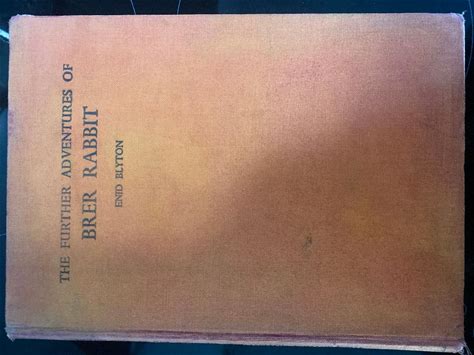 THE FURTHER ADVENTURES OF
BRER RABBIT
ENID BLYTON